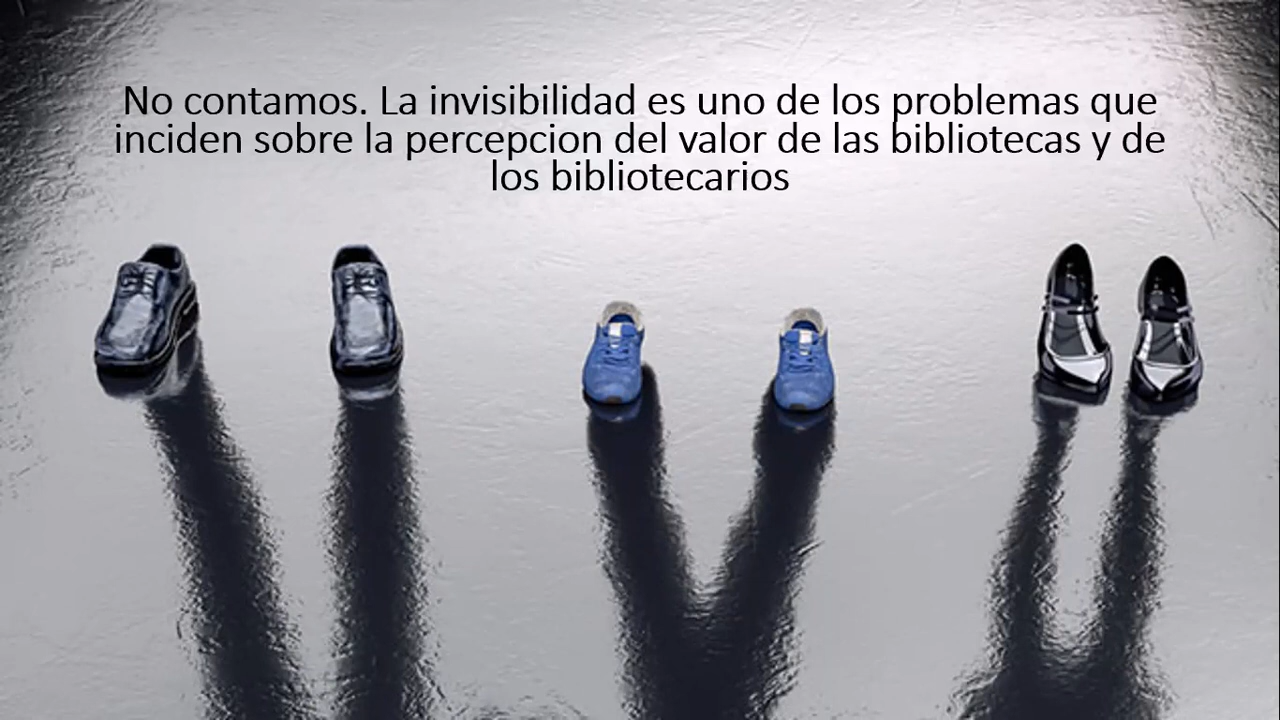 No contamos. La invisibilidad es uno de los problemas que
inciden sobre la percepcion del valor de las bibliotecas y de
los bibliotecarios